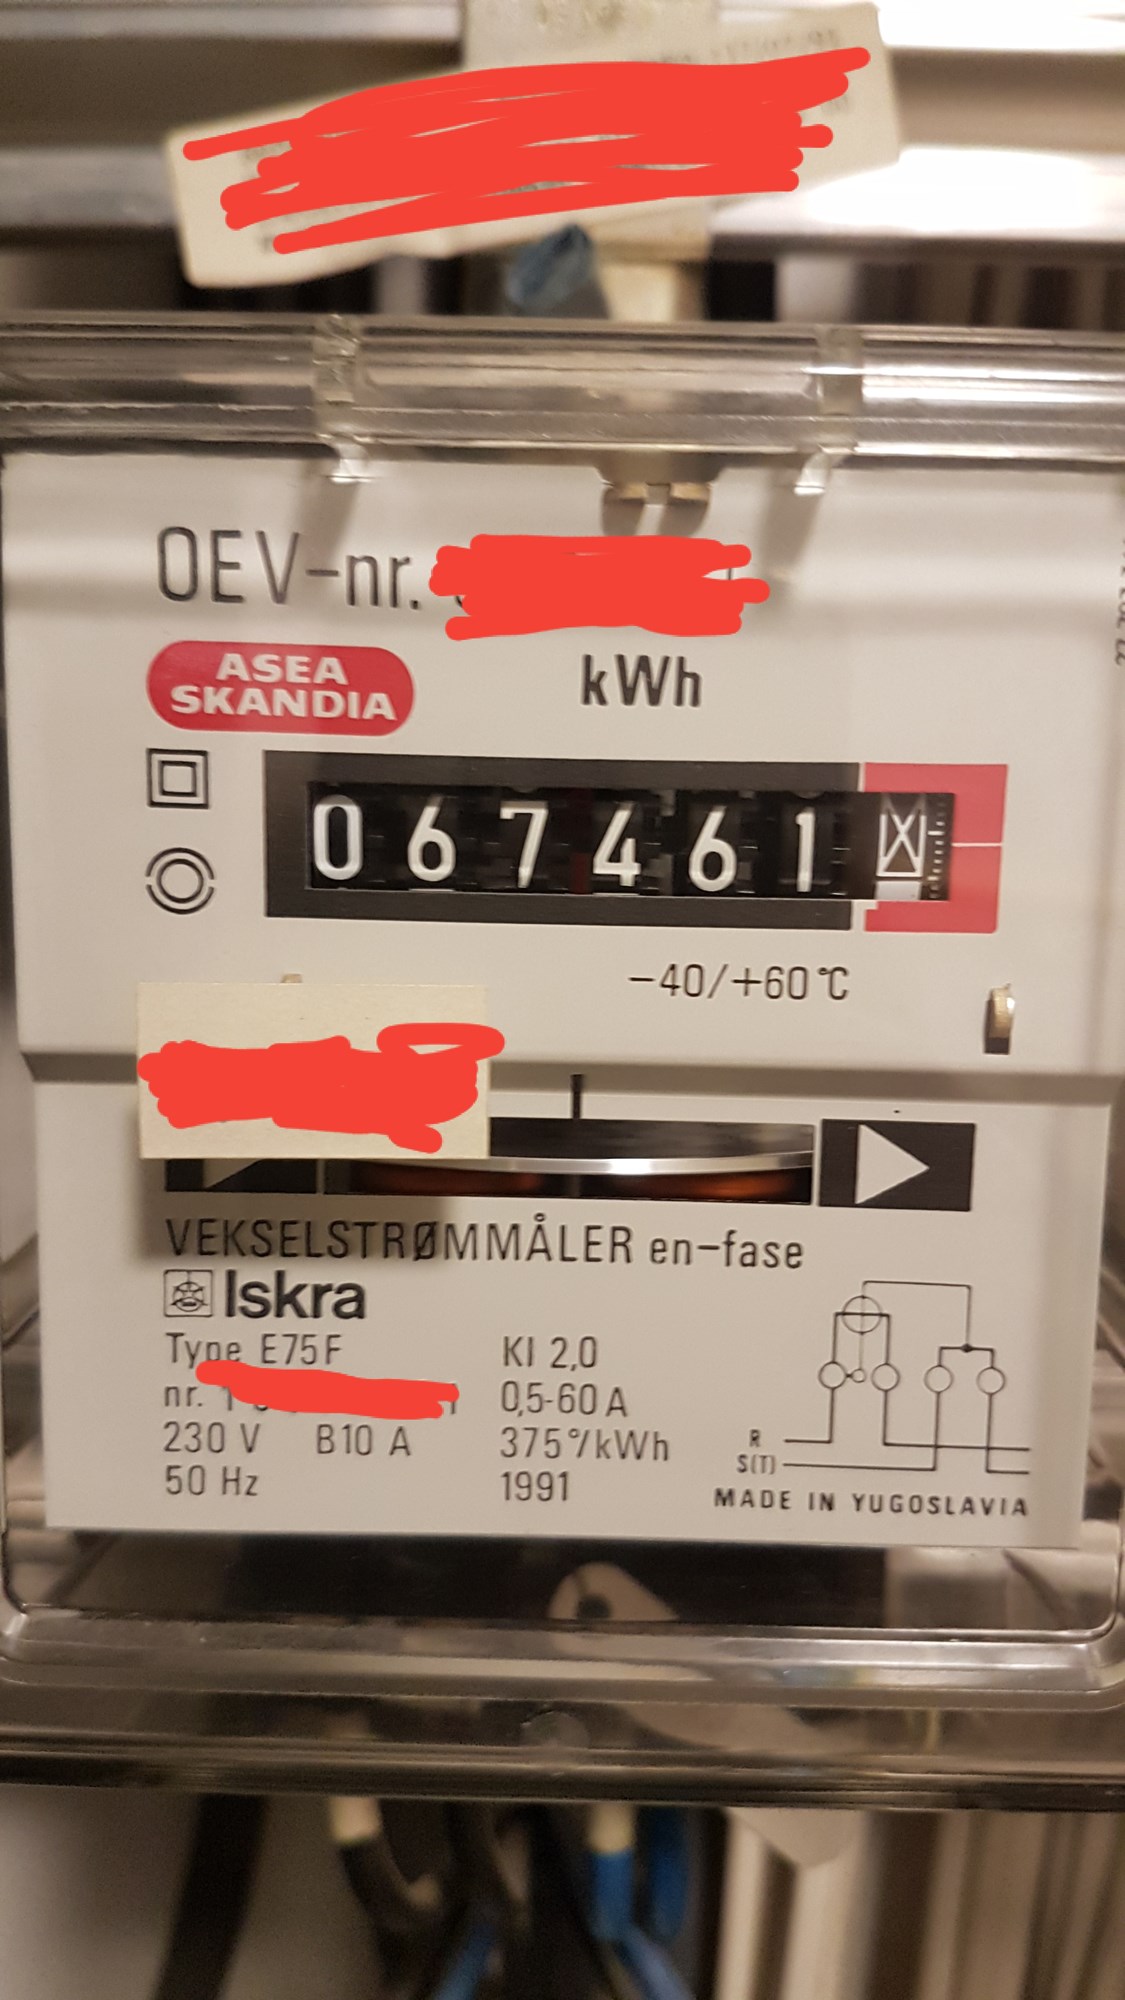 OEV-nr.
ASEA
SKANDIA
kWh
067461
-40/+60°C
VEKSELSTRØMMÅLER en-fase
Iskra
Type E75F
Kl 2,0
nr.
0,5-60 A
230 V B10 A
375°/kWh
50 Hz
1991
R
S(T)
MADE IN YUGOSLAVIA